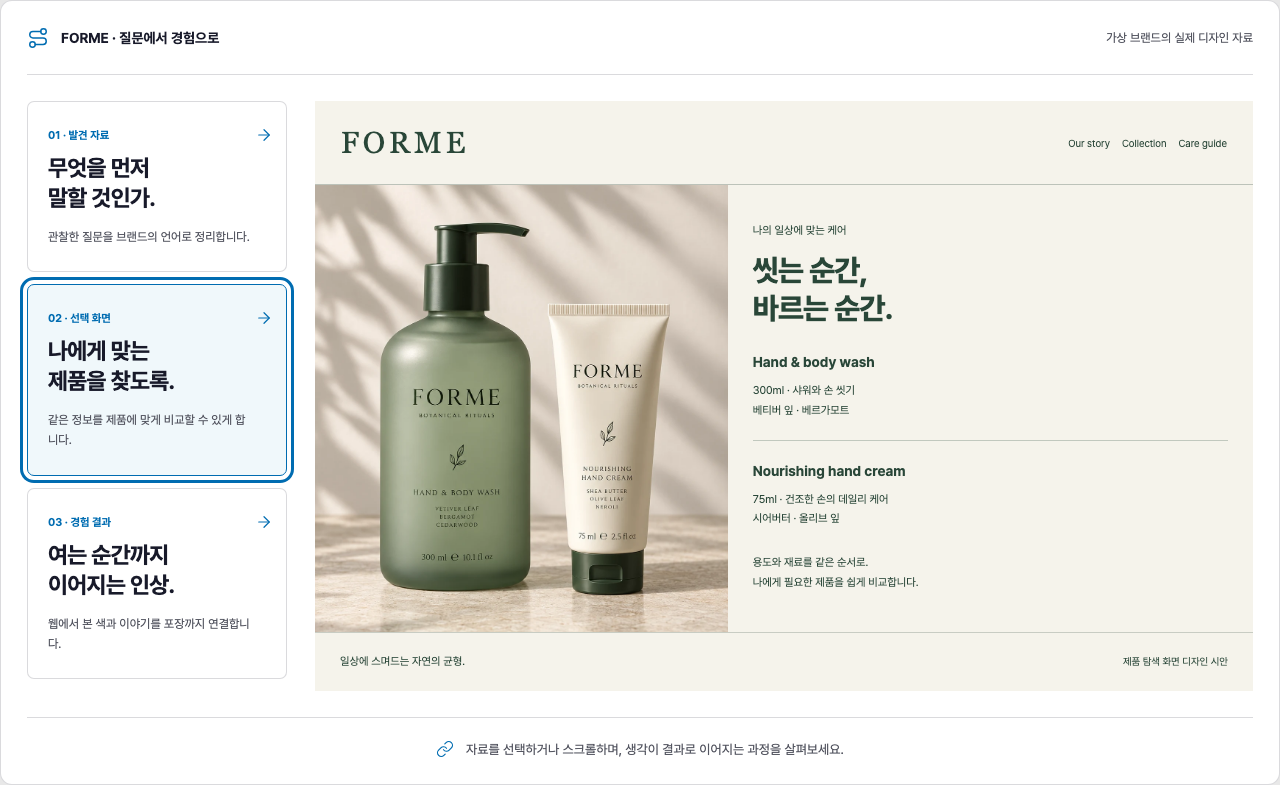 FORME · 질문에서 경험으로
가상 브랜드의 실제 디자인 자료
01 · 발견 자료
무엇을 먼저
말할 것인가.
관찰한 질문을 브랜드의 언어로 정리합니다.
02 · 선택 화면
나에게 맞는
제품을 찾도록.
같은 정보를 제품에 맞게 비교할 수 있게 합
니다.
03 · 경험 결과
여는 순간까지
이어지는 인상.
웹에서 본 색과 이야기를 포장까지 연결합니
다.
FORME
Our story
Collection
Care guide
FORME
BOTANICAL RITUALS
HAND & BODY WASH
VETIVER LEAF
BERGAMOT
CEDARWOOD
300 ml ℮ 10.1 fl oz
FORME
BOTANICAL RITUALS
NOURISHING
HAND CREAM
SHEA BUTTER
OLIVE LEAF
NEROLI
75 ml ℮ 2.5 fl oz
나의 일상에 맞는 케어
씻는 순간,
바르는 순간.
Hand & body wash
300ml · 샤워와 손 씻기
베티버 잎 · 베르가모트
Nourishing hand cream
75ml · 건조한 손의 데일리 케어
시어버터 · 올리브 잎
용도와 재료를 같은 순서로.
나에게 필요한 제품을 쉽게 비교합니다.
일상에 스며드는 자연의 균형.
제품 탐색 화면 디자인 시안
자료를 선택하거나 스크롤하며, 생각이 결과로 이어지는 과정을 살펴보세요.